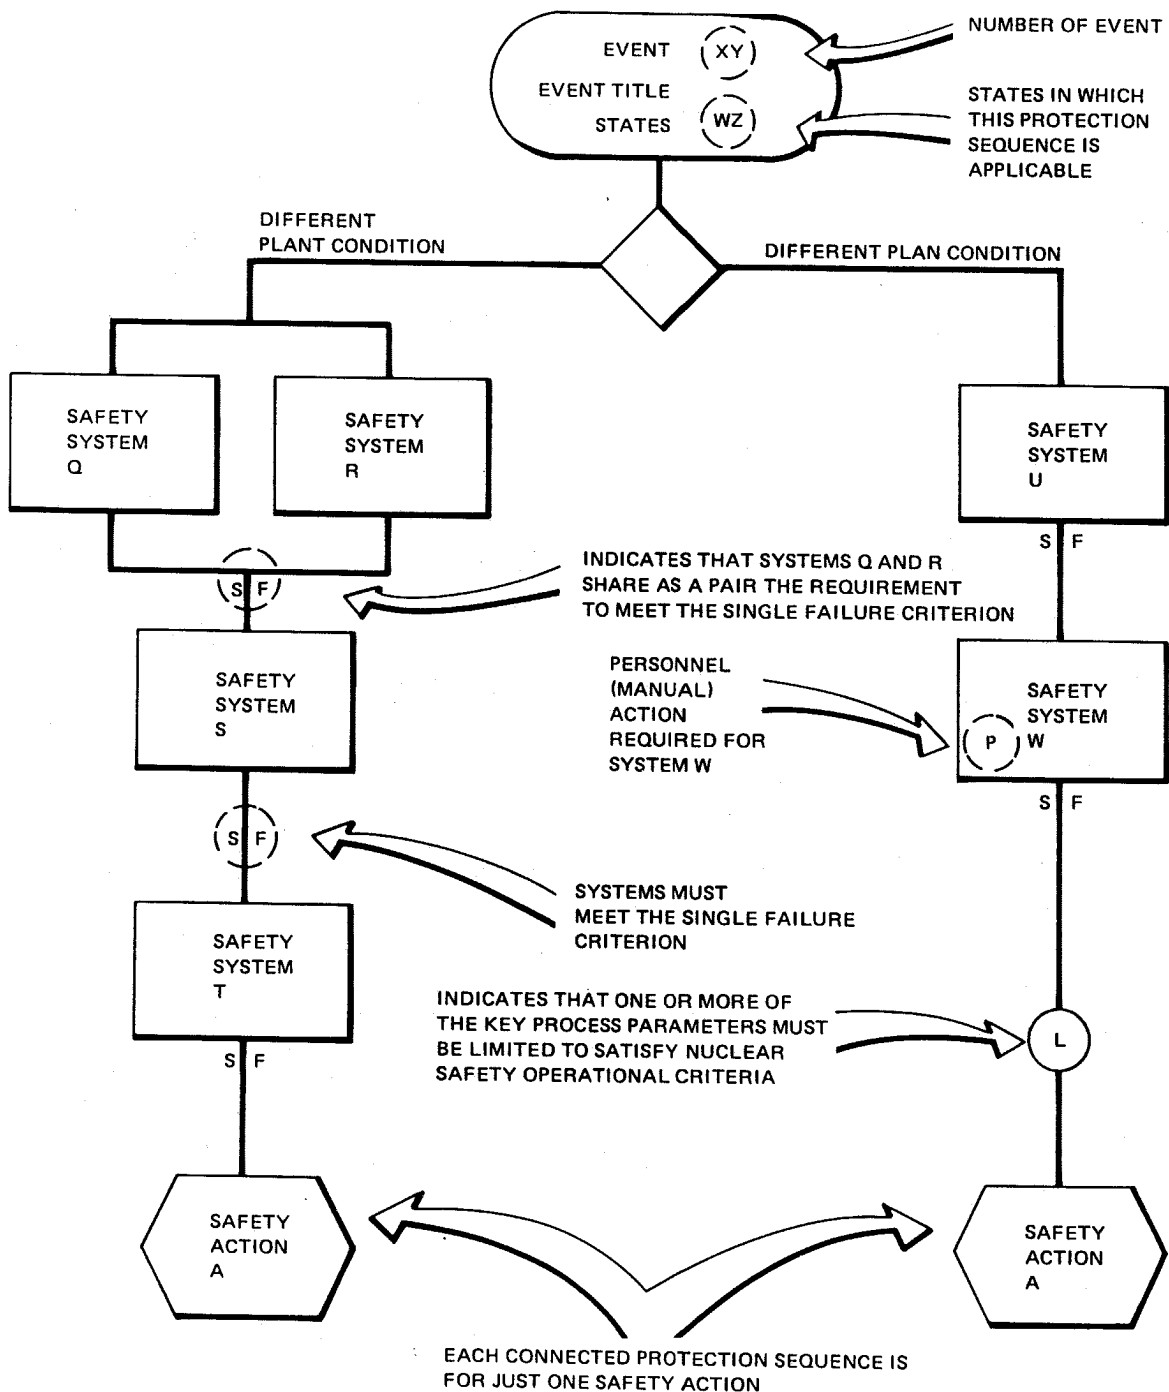 EVENT XY
EVENT TITLE
STATES WZ
NUMBER OF EVENT
STATES IN WHICH
THIS PROTECTION
SEQUENCE IS
APPLICABLE
DIFFERENT
PLANT CONDITION
DIFFERENT PLAN CONDITION
SAFETY
SYSTEM
Q
SAFETY
SYSTEM
R
SAFETY
SYSTEM
U
S F
S F
INDICATES THAT SYSTEMS Q AND R
SHARE AS A PAIR THE REQUIREMENT
TO MEET THE SINGLE FAILURE CRITERION
SAFETY
SYSTEM
S
PERSONNEL
(MANUAL)
ACTION
REQUIRED FOR
SYSTEM W
SAFETY
SYSTEM
W
P
S F
S F
SYSTEMS MUST
MEET THE SINGLE FAILURE
CRITERION
SAFETY
SYSTEM
T
S F
INDICATES THAT ONE OR MORE OF
THE KEY PROCESS PARAMETERS MUST
BE LIMITED TO SATISFY NUCLEAR
SAFETY OPERATIONAL CRITERIA
L
SAFETY
ACTION
A
SAFETY
ACTION
A
EACH CONNECTED PROTECTION SEQUENCE IS
FOR JUST ONE SAFETY ACTION